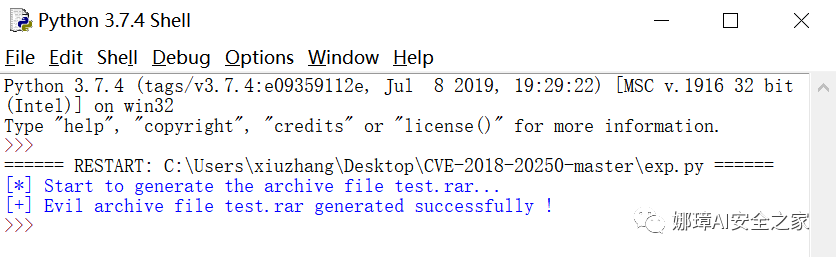 Python 3.7.4 Shell
File Edit Shell Debug Options Window Help
Python 3.7.4 (tags/v3.7.4:e09359112e, Jul  8 2019, 19:29:22) [MSC v.1916 32 bit
(Intel)] on win32
Type "help", "copyright", "credits" or "license()" for more information.
>>>
====== RESTART: C:\Users\xiuzhang\Desktop\CVE-2018-20250-master\exp.py ======
[*] Start to generate the archive file test.rar...
[+] Evil archive file test.rar generated successfully !
>>>
娜璋AI安全之家